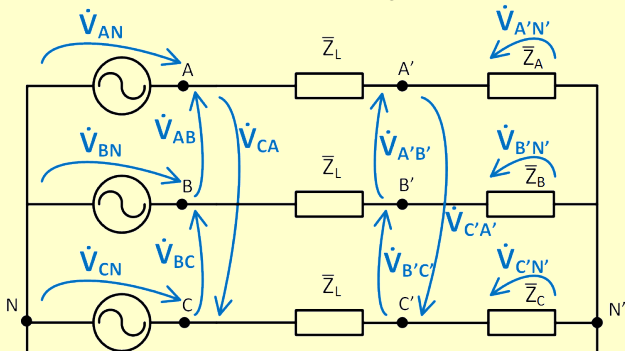 V̇AN
Z̅L
V̇A'N'
Z̅A
A
A'
V̇BN
V̇AB
V̇CA
V̇A'B'
V̇B'N'
Z̅L
Z̅B
B
B'
V̇CN
V̇BC
V̇B'C'
V̇C'A'
V̇C'N'
Z̅L
Z̅C
N
C
C'
N'